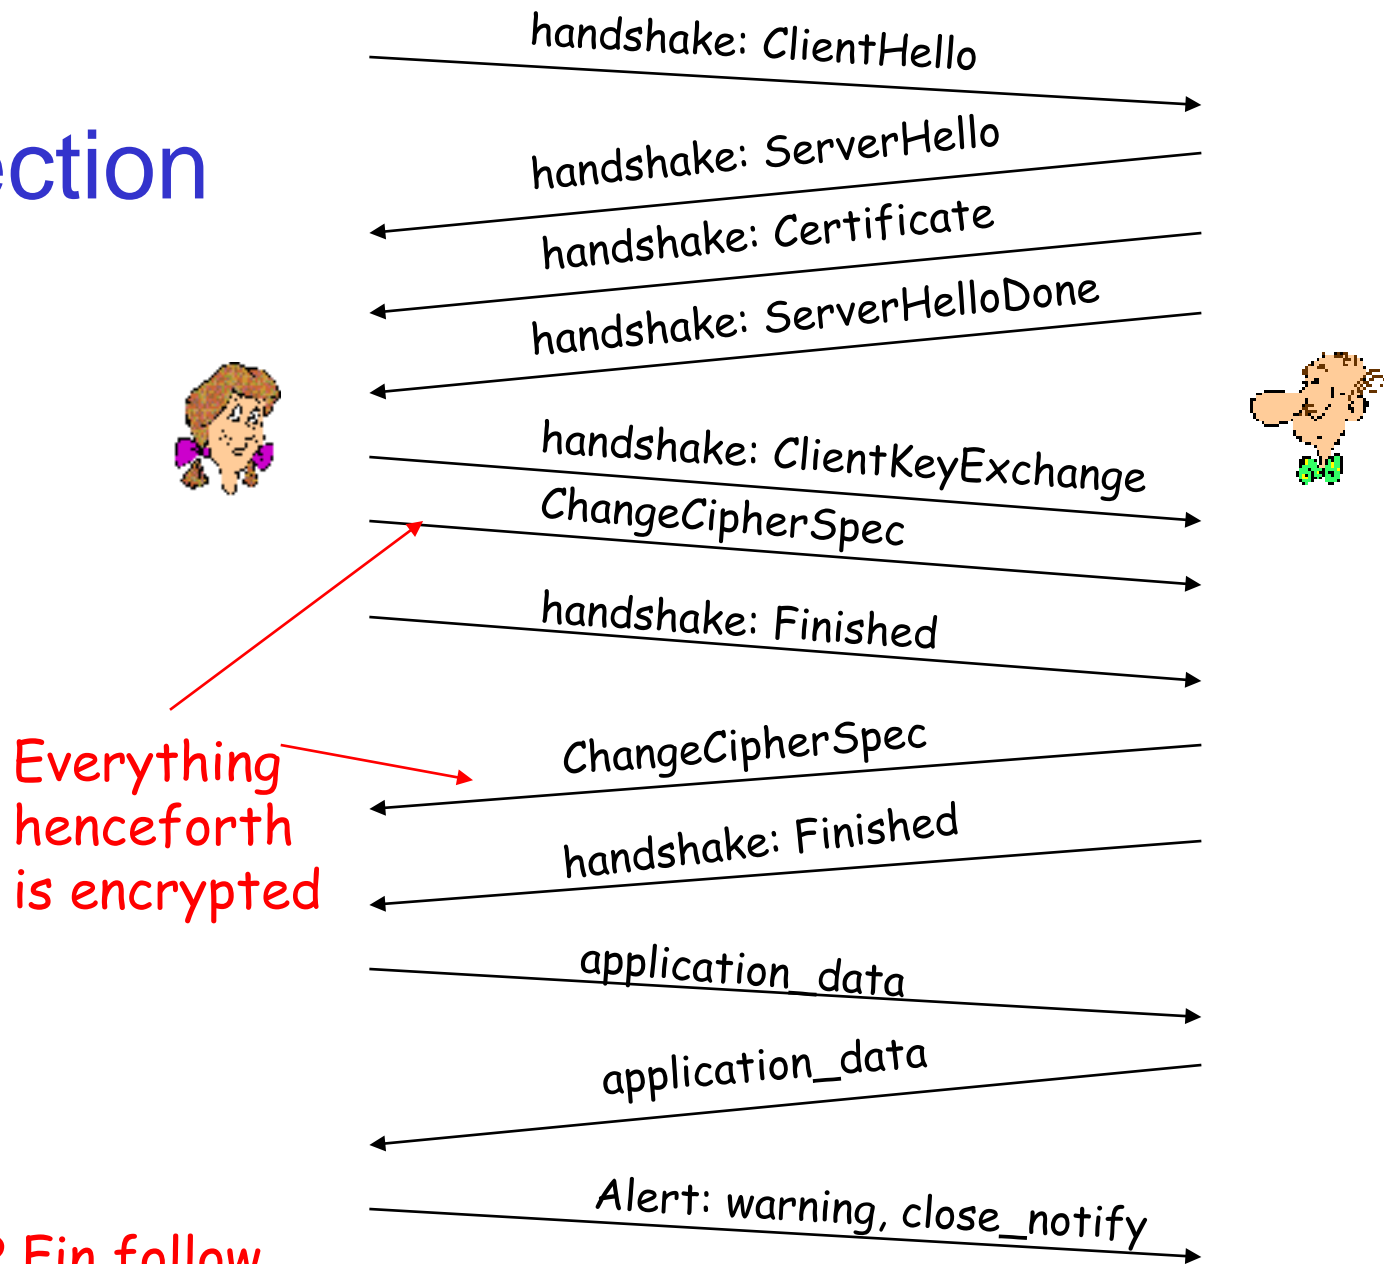 handshake: ClientHello
ection
handshake: ServerHello
handshake: Certificate
handshake: ServerHelloDone
handshake: ClientKeyExchange
ChangeCipherSpec
handshake: Finished
Everything
henceforth
is encrypted
ChangeCipherSpec
handshake: Finished
application_data
application_data
Alert: warning, close_notify
Fin follow